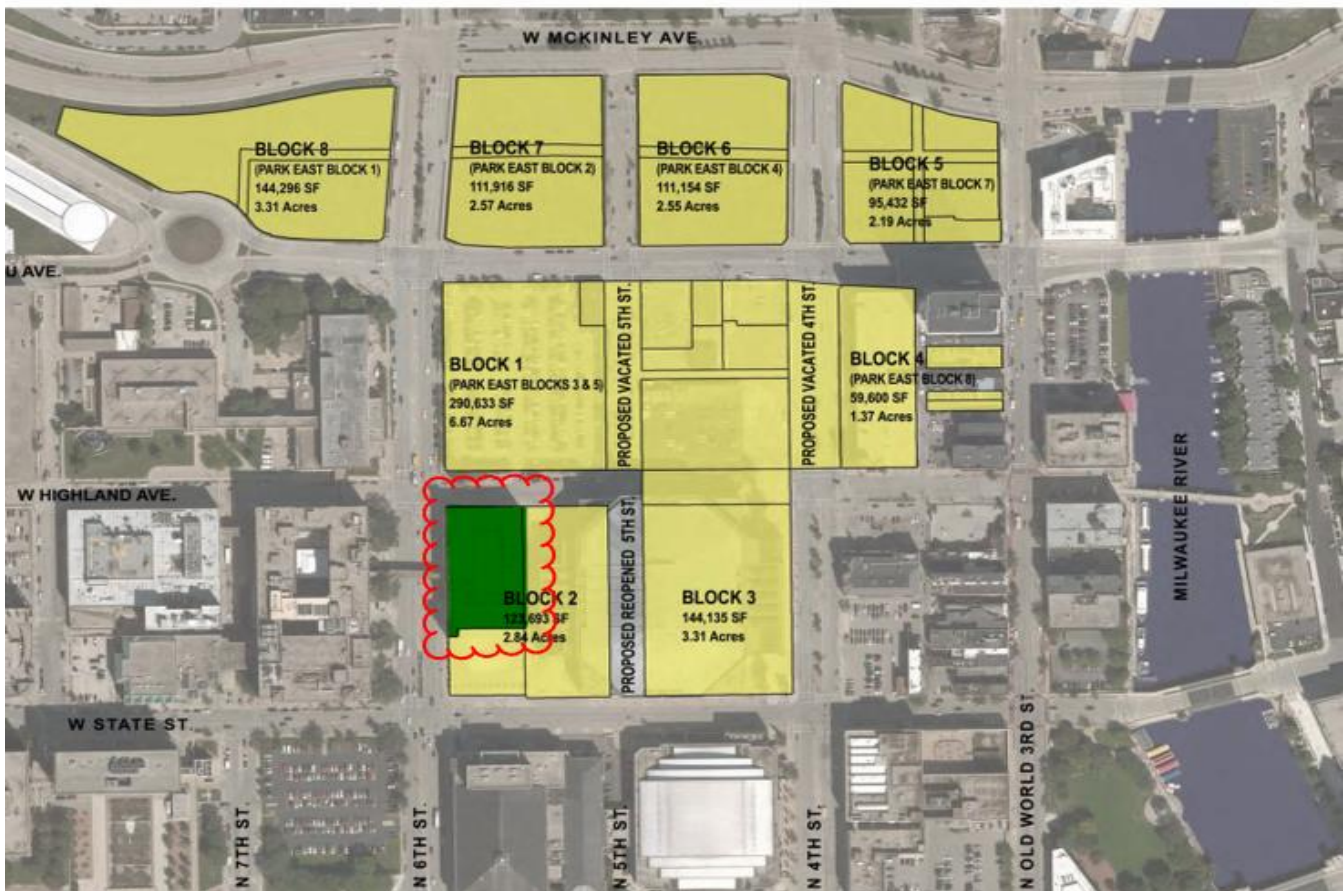 W MCKINLEY AVE
BLOCK 8
(PARK EAST BLOCK 1)
144,296 SF
3.31 Acres
BLOCK 7
(PARK EAST BLOCK 2)
111,916 SF
2.57 Acres
BLOCK 6
(PARK EAST BLOCK 4)
111,154 SF
2.55 Acres
BLOCK 5
(PARK EAST BLOCK 7)
95,432 SF
2.19 Acres
U AVE.
BLOCK 1
(PARK EAST BLOCKS 3 & 5)
290,633 SF
6.67 Acres
PROPOSED VACATED 5TH ST.
PROPOSED VACATED 4TH ST.
BLOCK 4
(PARK EAST BLOCK 8)
59,600 SF
1.37 Acres
W HIGHLAND AVE.
BLOCK 2
123,693 SF
2.84 Acres
PROPOSED REOPENED 5TH ST.
BLOCK 3
144,135 SF
3.31 Acres
MILWAUKEE RIVER
W STATE ST.
N 7TH ST.
N 6TH ST.
N 5TH ST.
N 4TH ST.
N OLD WORLD 3RD ST.